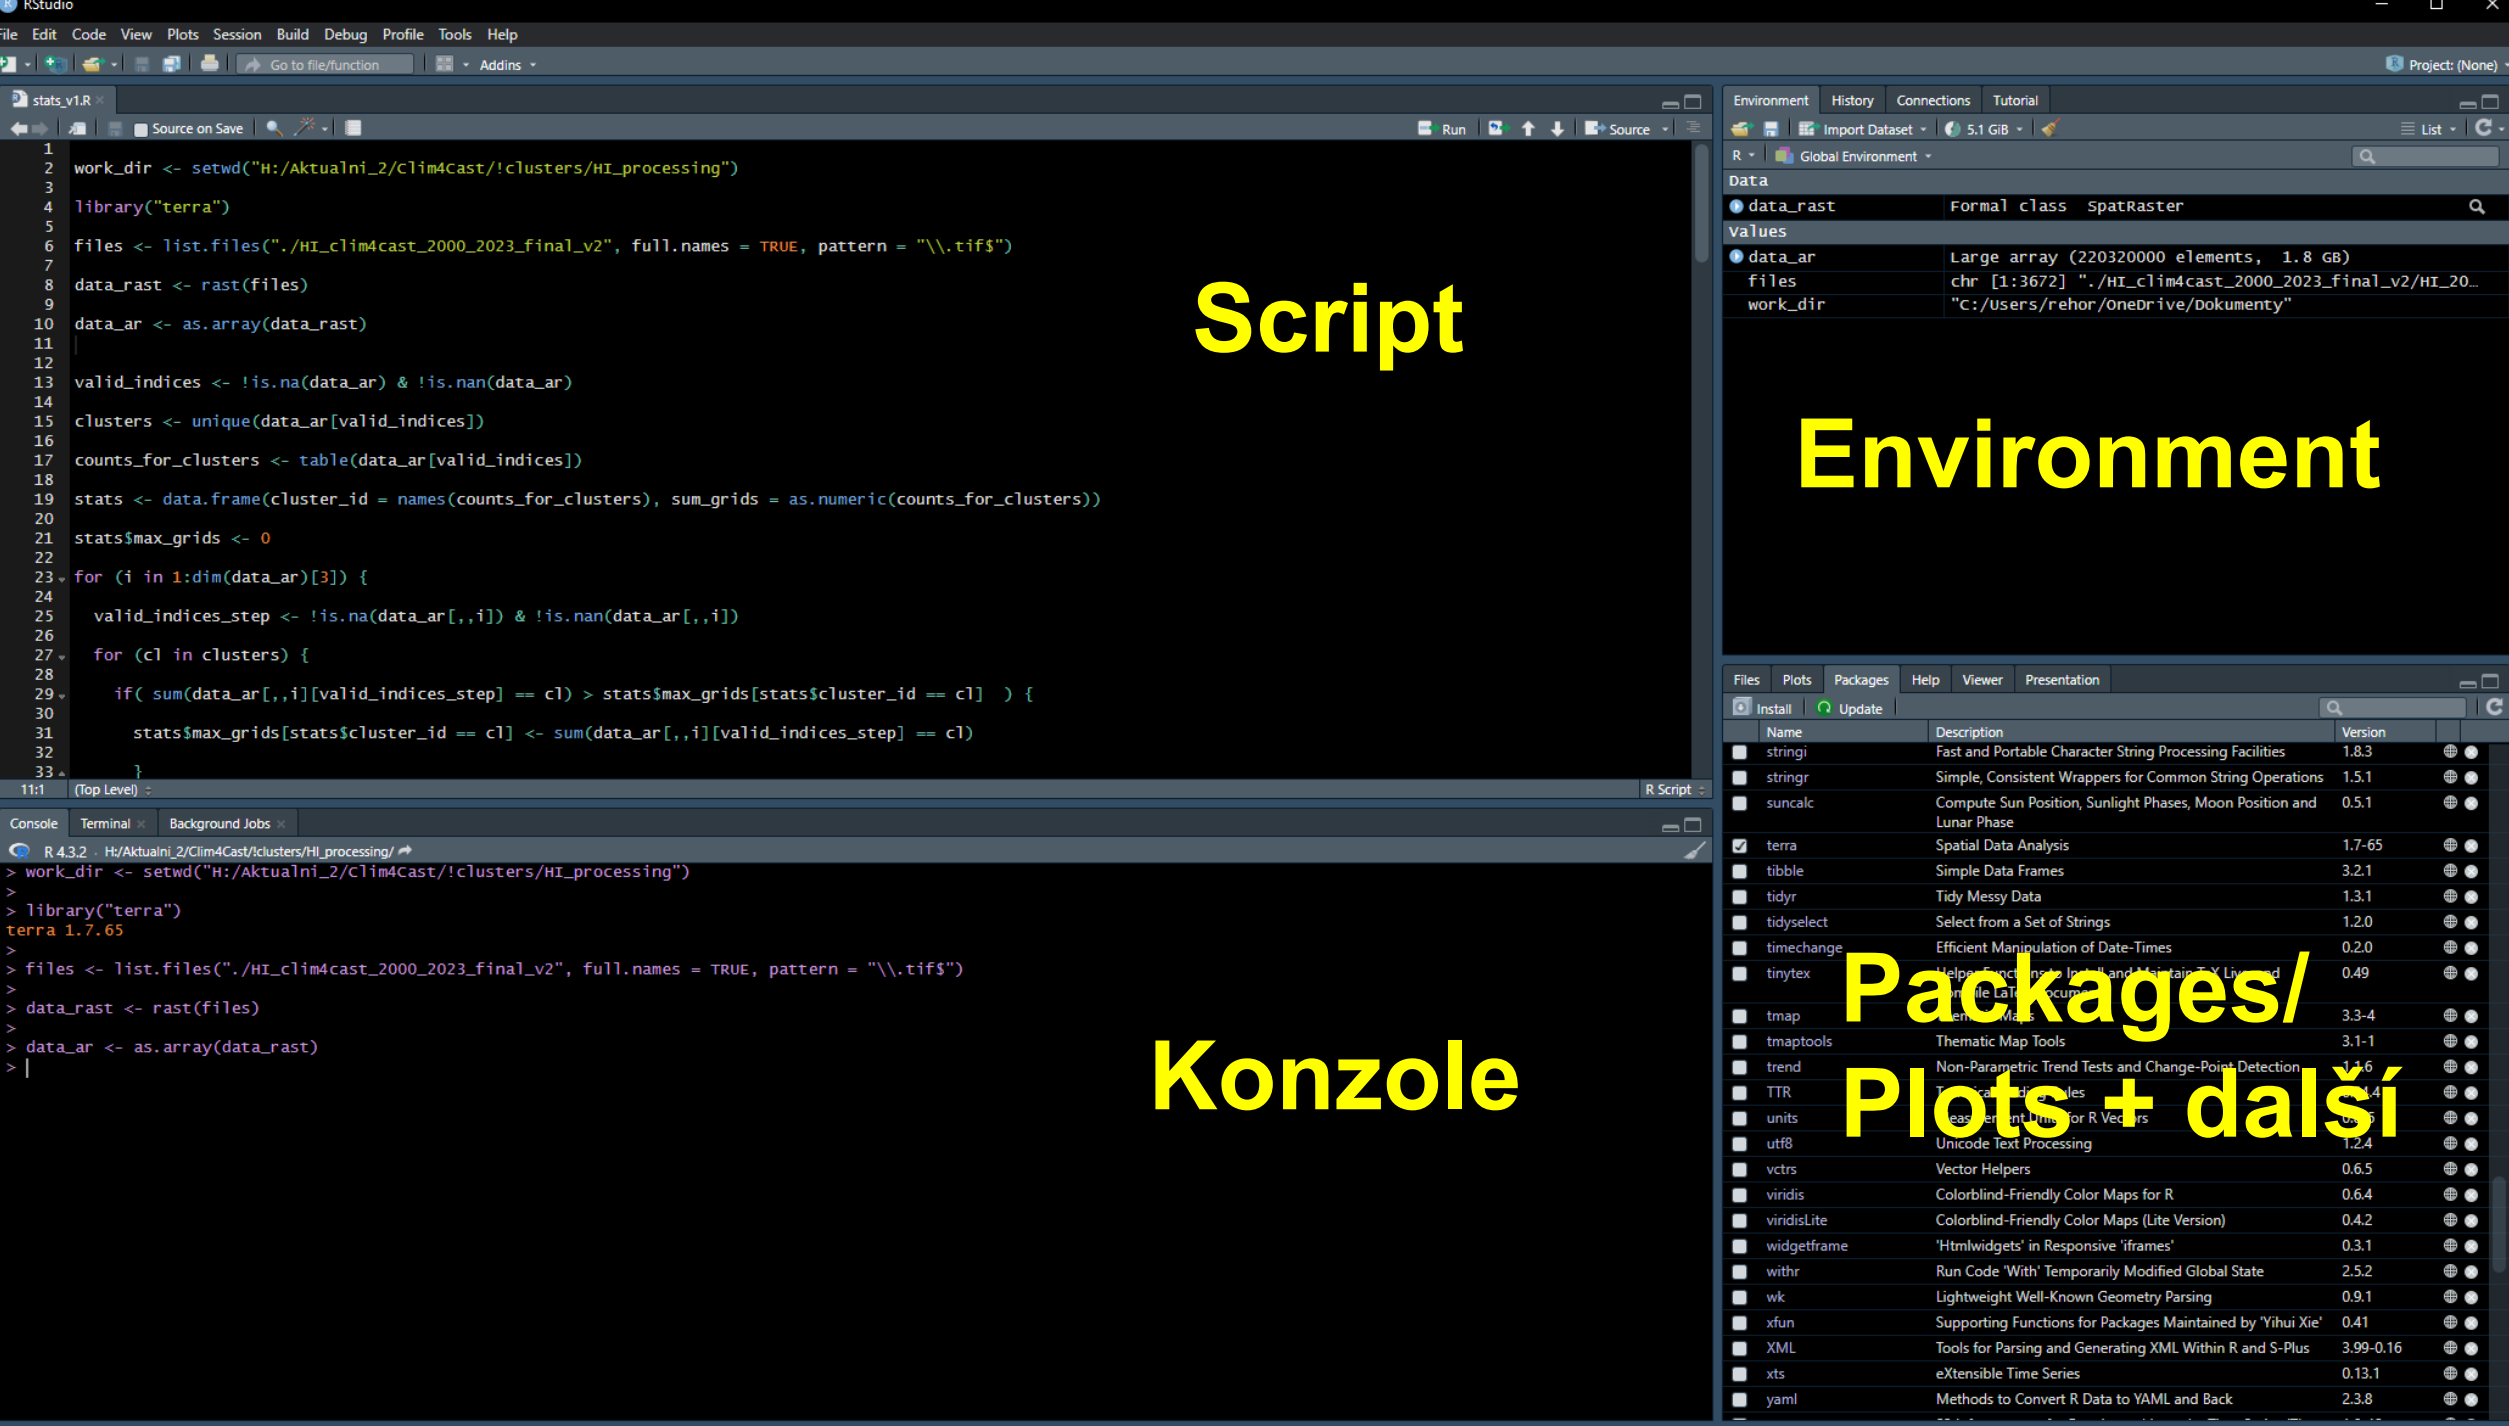 RStudio
File Edit Code View Plots Session Build Debug Profile Tools Help
Go to file/function Addins Project: (None)
stats_v1.R
Source on Save Run Source
1
2 work_dir <- setwd("H:/Aktualni_2/Clim4Cast/!clusters/HI_processing")
3
4 library("terra")
5
6 files <- list.files("./HI_clim4cast_2000_2023_final_v2", full.names = TRUE, pattern = "\\.tif$")
7
8 data_rast <- rast(files)
9
10 data_ar <- as.array(data_rast)
11
12
13 valid_indices <- !is.na(data_ar) & !is.nan(data_ar)
14
15 clusters <- unique(data_ar[valid_indices])
16
17 counts_for_clusters <- table(data_ar[valid_indices])
18
19 stats <- data.frame(cluster_id = names(counts_for_clusters), sum_grids = as.numeric(counts_for_clusters))
20
21 stats$max_grids <- 0
22
23 for (i in 1:dim(data_ar)[3]) {
24
25 valid_indices_step <- !is.na(data_ar[,,i]) & !is.nan(data_ar[,,i])
26
27 for (cl in clusters) {
28
29 if( sum(data_ar[,,i][valid_indices_step] == cl) > stats$max_grids[stats$cluster_id == cl] ) {
30
31 stats$max_grids[stats$cluster_id == cl] <- sum(data_ar[,,i][valid_indices_step] == cl)
32
33 }
11:1 (Top Level) R Script
Script
Console Terminal Background Jobs
R 4.3.2 · H:/Aktualni_2/Clim4Cast/!clusters/HI_processing/
> work_dir <- setwd("H:/Aktualni_2/Clim4Cast/!clusters/HI_processing")
>
> library("terra")
terra 1.7.65
>
> files <- list.files("./HI_clim4cast_2000_2023_final_v2", full.names = TRUE, pattern = "\\.tif$")
>
> data_rast <- rast(files)
>
> data_ar <- as.array(data_rast)
>
Konzole
Environment History Connections Tutorial
Import Dataset 5.1 GiB List
R Global Environment
Data
data_rast Formal class SpatRaster
Values
data_ar Large array (220320000 elements, 1.8 GB)
files chr [1:3672] "./HI_clim4cast_2000_2023_final_v2/HI_20…
work_dir "C:/Users/rehor/OneDrive/Dokumenty"
Environment
Files Plots Packages Help Viewer Presentation
Install Update
Name Description Version
stringi Fast and Portable Character String Processing Facilities 1.8.3
stringr Simple, Consistent Wrappers for Common String Operations 1.5.1
suncalc Compute Sun Position, Sunlight Phases, Moon Position and 0.5.1
Lunar Phase
terra Spatial Data Analysis 1.7-65
tibble Simple Data Frames 3.2.1
tidyr Tidy Messy Data 1.3.1
tidyselect Select from a Set of Strings 1.2.0
timechange Efficient Manipulation of Date-Times 0.2.0
tinytex and 0.49
tmap 3.3-4
tmaptools Thematic Map Tools 3.1-1
trend Non-Parametric Trend Tests and Change-Point Detection
TTR
units for R
utf8 Unicode Text Processing 1.2.4
vctrs Vector Helpers 0.6.5
viridis Colorblind-Friendly Color Maps for R 0.6.4
viridisLite Colorblind-Friendly Color Maps (Lite Version) 0.4.2
widgetframe 'Htmlwidgets' in Responsive 'iframes' 0.3.1
withr Run Code 'With' Temporarily Modified Global State 2.5.2
wk Lightweight Well-Known Geometry Parsing 0.9.1
xfun Supporting Functions for Packages Maintained by 'Yihui Xie' 0.41
XML Tools for Parsing and Generating XML Within R and S-Plus 3.99-0.16
xts eXtensible Time Series 0.13.1
yaml Methods to Convert R Data to YAML and Back 2.3.8
Packages/
Plots + další